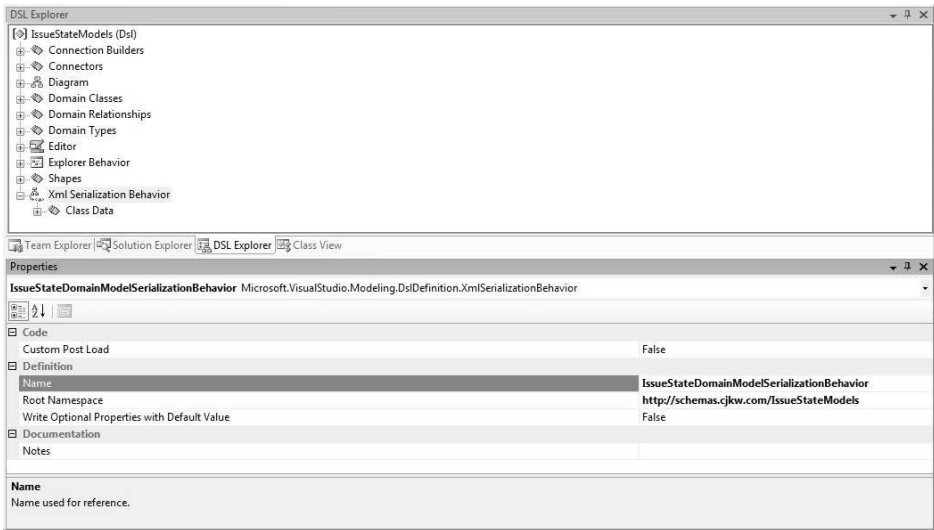 DSL Explorer
IssueStateModels (Dsl)
Connection Builders
Connectors
Diagram
Domain Classes
Domain Relationships
Domain Types
Editor
Explorer Behavior
Shapes
Xml Serialization Behavior
Class Data
Team Explorer Solution Explorer DSL Explorer Class View
Properties
IssueStateDomainModelSerializationBehavior Microsoft.VisualStudio.Modeling.DslDefinition.XmlSerializationBehavior
Code
Custom Post Load False
Definition
Name IssueStateDomainModelSerializationBehavior
Root Namespace http://schemas.cjkw.com/IssueStateModels
Write Optional Properties with Default Value False
Documentation
Notes
Name
Name used for reference.